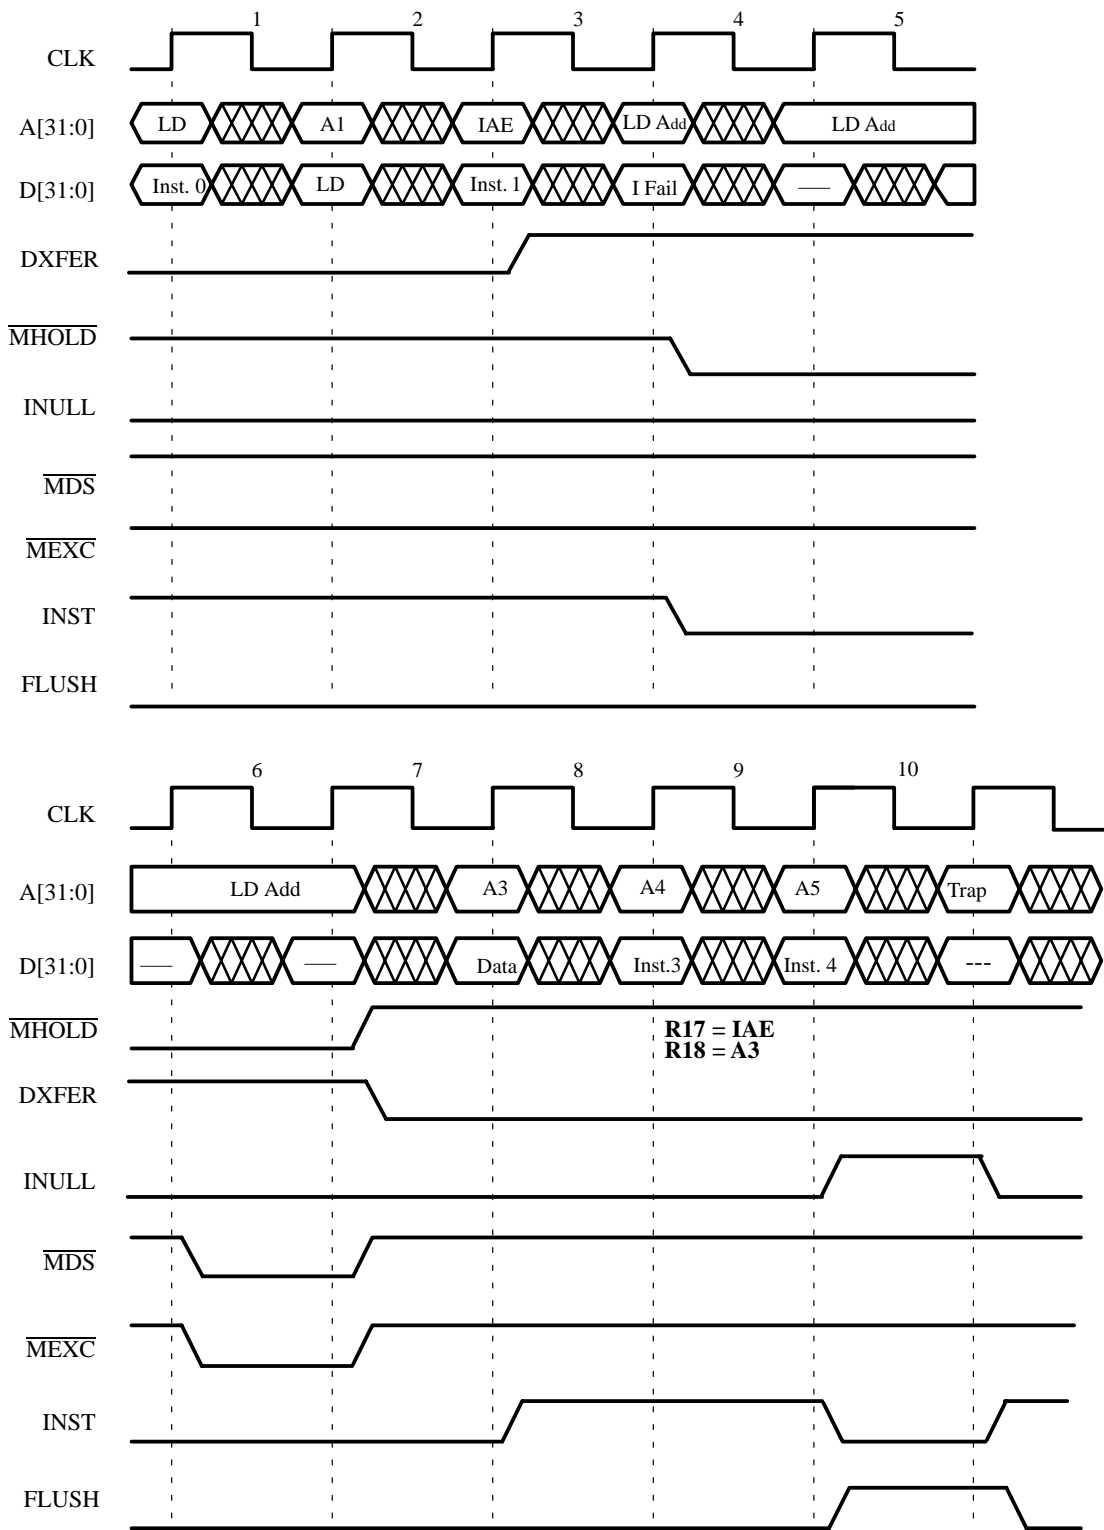 1 2 3 4 5
CLK
A[31:0] LD A1 IAE LD Add LD Add
D[31:0] Inst. 0 LD Inst. 1 I Fail —
DXFER
MHOLD
INULL
MDS
MEXC
INST
FLUSH
6 7 8 9 10
CLK
A[31:0] LD Add A3 A4 A5 Trap
D[31:0] — — Data Inst.3 Inst. 4 ---
MHOLD R17 = IAE
R18 = A3
DXFER
INULL
MDS
MEXC
INST
FLUSH